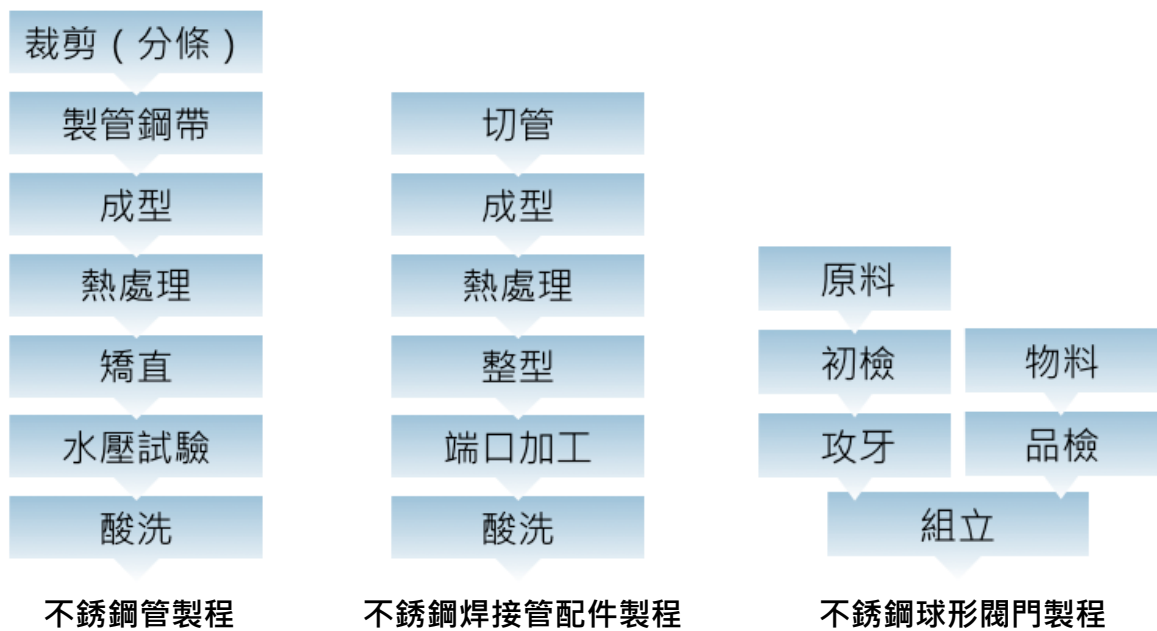 裁剪（分條）
製管鋼帶
成型
熱處理
矯直
水壓試驗
酸洗
不銹鋼管製程
切管
成型
熱處理
整型
端口加工
酸洗
不銹鋼焊接管配件製程
原料
初檢
攻牙
物料
品檢
組立
不銹鋼球形閥門製程